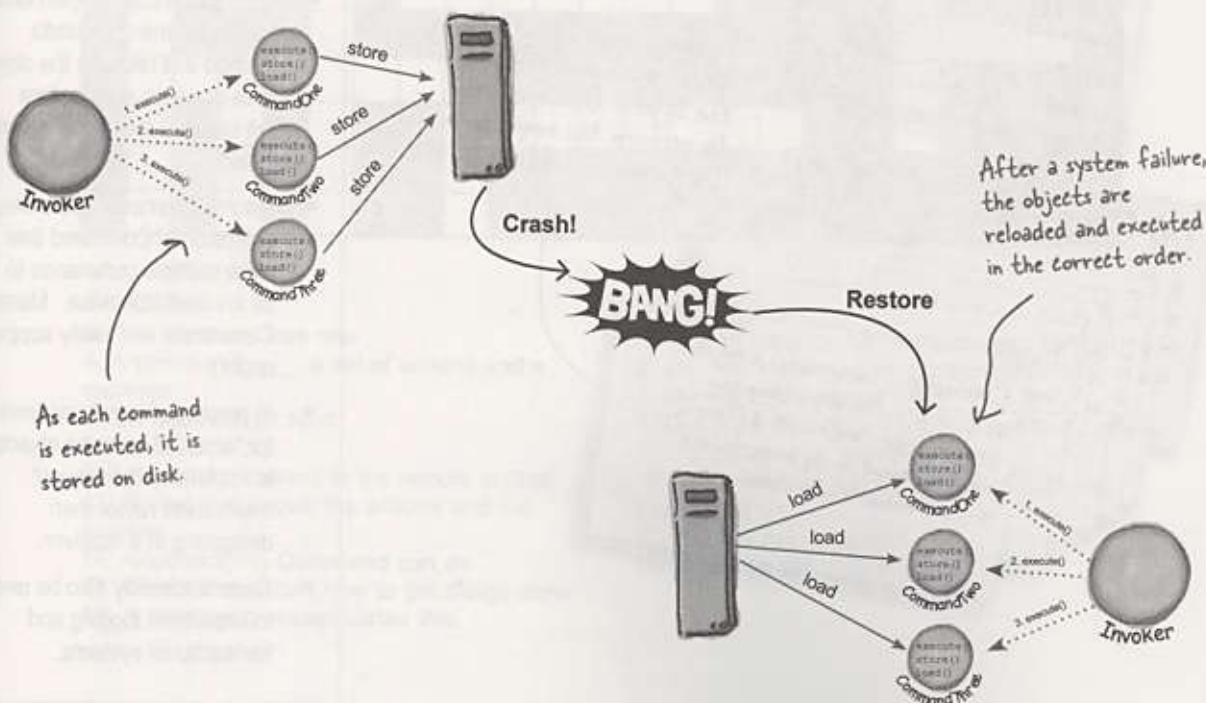 execute(
store()
load()
CommandOne
store
1. execute()
2. execute()
3. execute()
Invoker
execute(
store()
load()
CommandTwo
store
execute(
store()
load()
CommandThree
store
Crash!
BANG!
Restore
After a system failure,
the objects are
reloaded and executed
in the correct order.
As each command
is executed, it is
stored on disk.
load
execute(
store()
load()
CommandOne
load
execute(
store()
load()
CommandTwo
load
execute(
store()
load()
CommandThree
1. execute()
2. execute()
3. execute()
Invoker